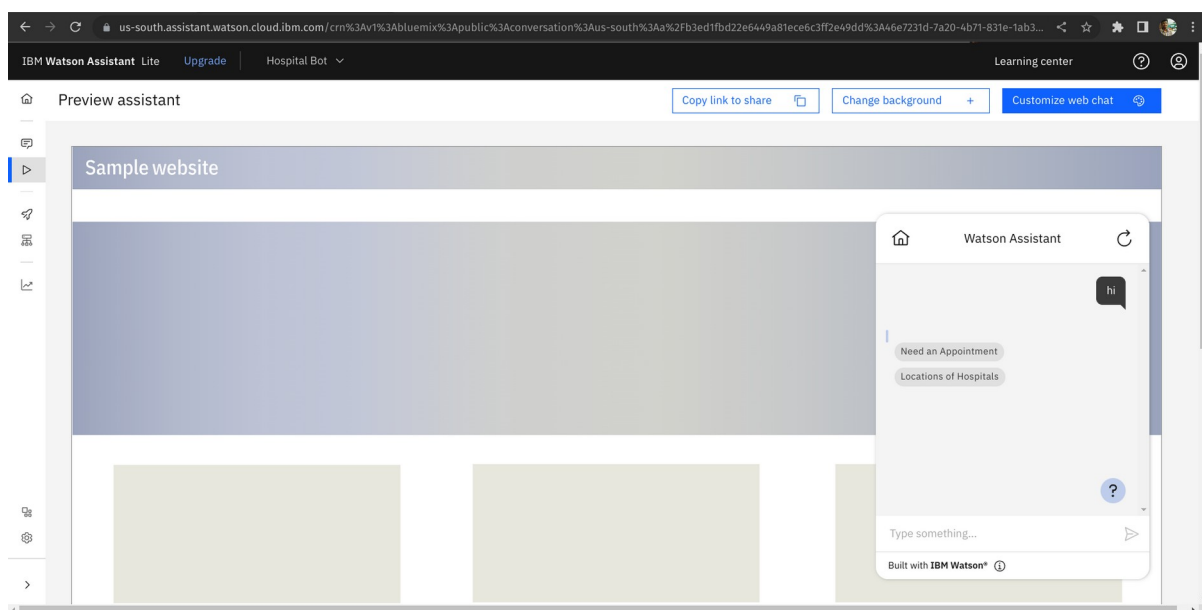 us-south.assistant.watson.cloud.ibm.com/crn%3Av1%3Abluemix%3Apublic%3Aconversation%3Aus-south%3Aa%2Fb3ed1fbd22e6449a81ece6c3ff2e49dd%3A46e7231d-7a20-4b71-831e-1ab3...
IBM Watson Assistant Lite Upgrade Hospital Bot Learning center
Preview assistant Copy link to share Change background + Customize web chat
Sample website
Watson Assistant
hi
Need an Appointment
Locations of Hospitals
?
Type something...
Built with IBM Watson®